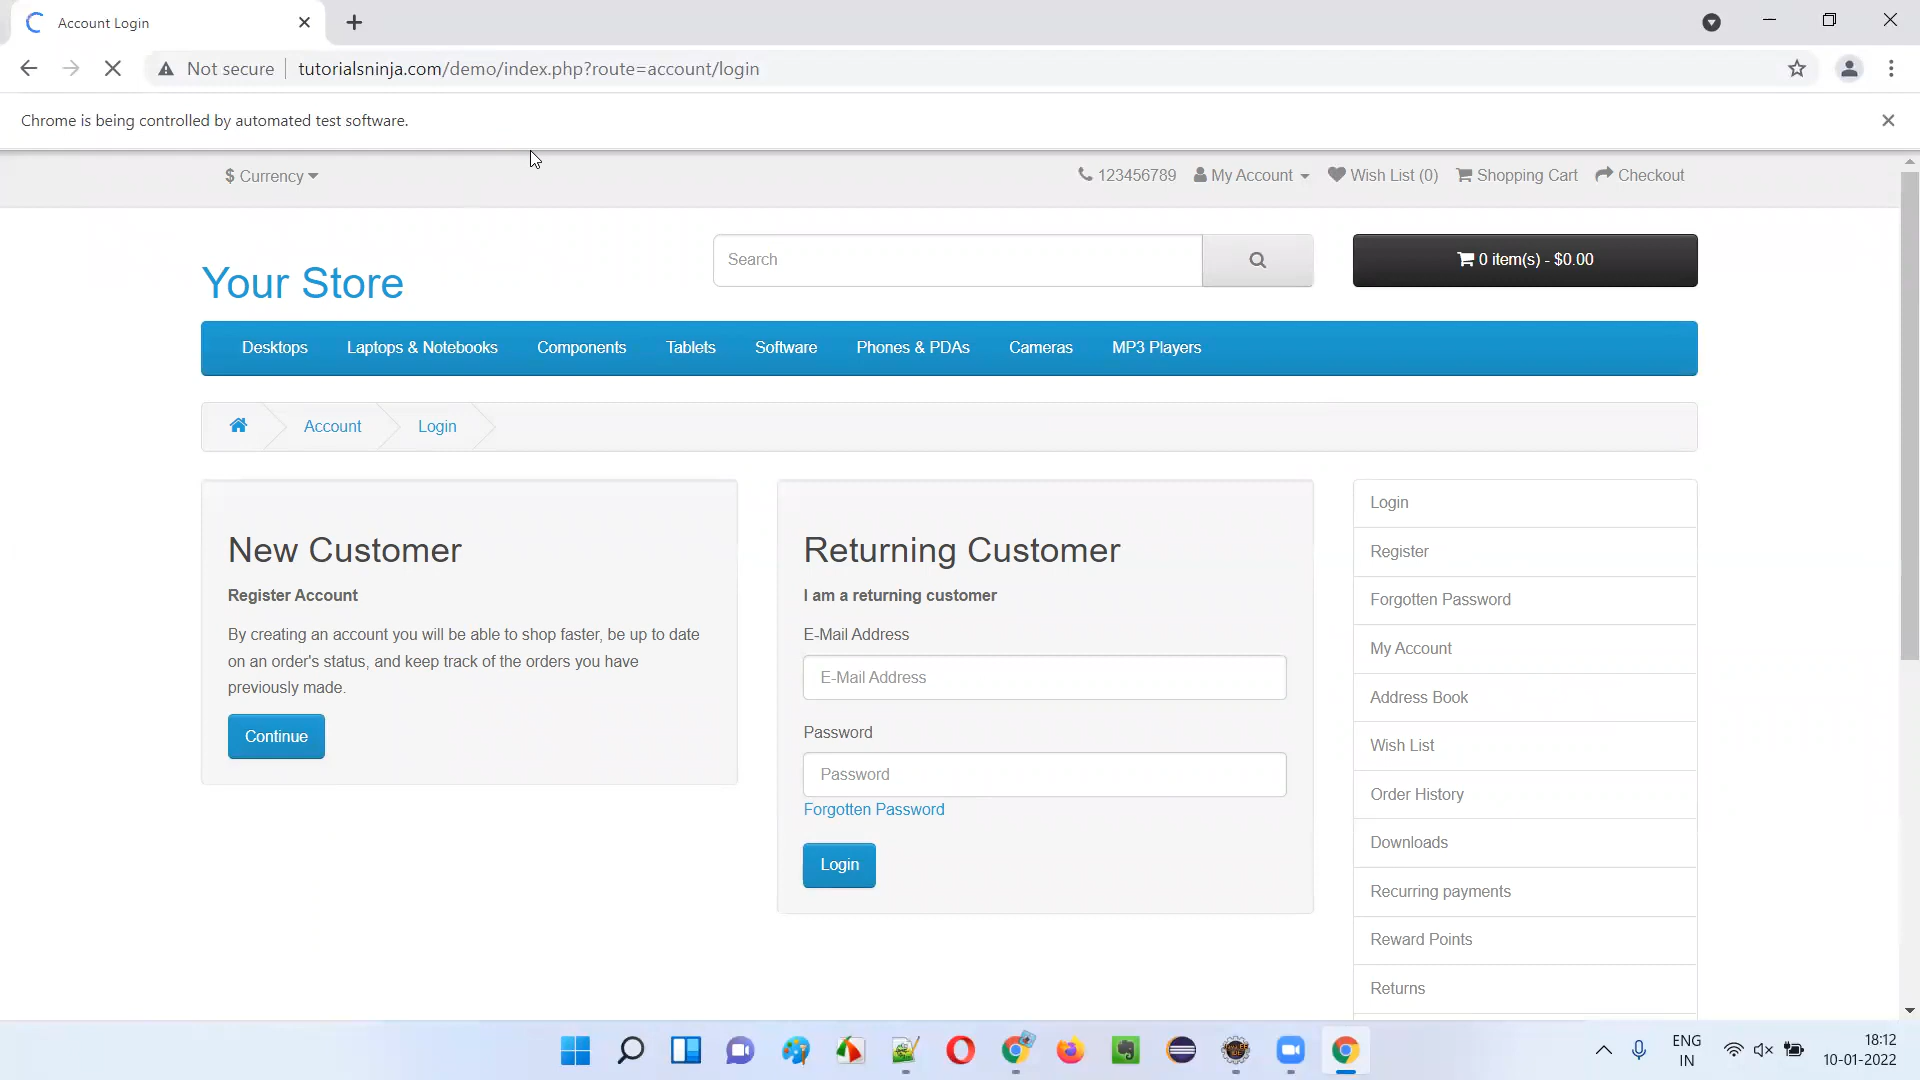 Account Login
Not secure
tutorialsninja.com/demo/index.php?route=account/login
Chrome is being controlled by automated test software.
$ Currency
123456789
My Account
Wish List (0)
Shopping Cart
Checkout
Your Store
Search
0 item(s) - $0.00
Desktops
Laptops & Notebooks
Components
Tablets
Software
Phones & PDAs
Cameras
MP3 Players
Account
Login
New Customer
Register Account
By creating an account you will be able to shop faster, be up to date
on an order's status, and keep track of the orders you have
previously made.
Continue
Returning Customer
I am a returning customer
E-Mail Address
E-Mail Address
Password
Password
Forgotten Password
Login
Login
Register
Forgotten Password
My Account
Address Book
Wish List
Order History
Downloads
Recurring payments
Reward Points
Returns
ENG
IN
18:12
10-01-2022